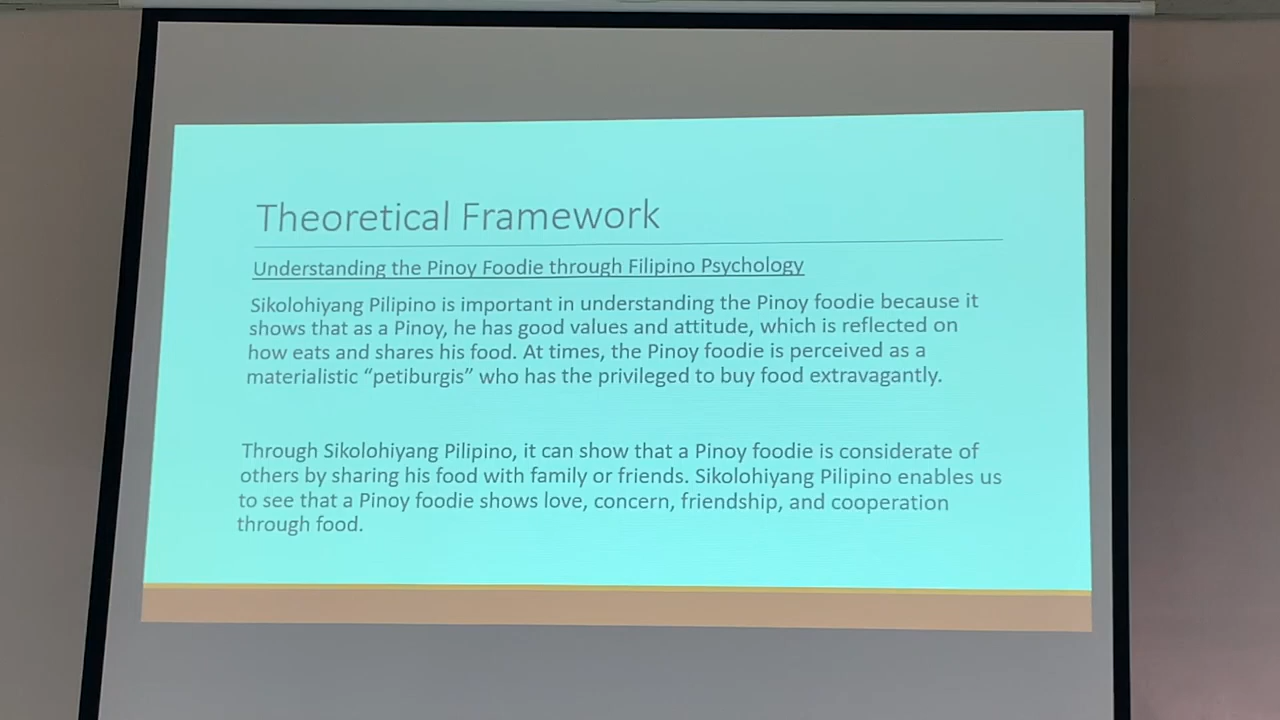 Theoretical Framework
Understanding the Pinoy Foodie through Filipino Psychology
Sikolohiyang Pilipino is important in understanding the Pinoy foodie because it
shows that as a Pinoy, he has good values and attitude, which is reflected on
how eats and shares his food. At times, the Pinoy foodie is perceived as a
materialistic “petiburgis” who has the privileged to buy food extravagantly.
Through Sikolohiyang Pilipino, it can show that a Pinoy foodie is considerate of
others by sharing his food with family or friends. Sikolohiyang Pilipino enables us
to see that a Pinoy foodie shows love, concern, friendship, and cooperation
through food.